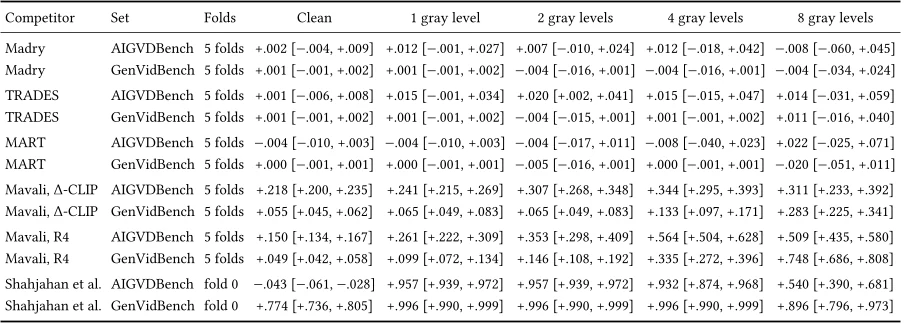 Competitor Set Folds Clean 1 gray level 2 gray levels 4 gray levels 8 gray levels
Madry AIGVDBench 5 folds +.002 [−.004, +.009] +.012 [−.001, +.027] +.007 [−.010, +.024] +.012 [−.018, +.042] −.008 [−.060, +.045]
Madry GenVidBench 5 folds +.001 [−.001, +.002] +.001 [−.001, +.002] −.004 [−.016, +.001] −.004 [−.016, +.001] −.004 [−.034, +.024]
TRADES AIGVDBench 5 folds +.001 [−.006, +.008] +.015 [−.001, +.034] +.020 [+.002, +.041] +.015 [−.015, +.047] +.014 [−.031, +.059]
TRADES GenVidBench 5 folds +.001 [−.001, +.002] +.001 [−.001, +.002] −.004 [−.015, +.001] +.001 [−.001, +.002] +.011 [−.016, +.040]
MART AIGVDBench 5 folds −.004 [−.010, +.003] −.004 [−.010, +.003] −.004 [−.017, +.011] −.008 [−.040, +.023] +.022 [−.025, +.071]
MART GenVidBench 5 folds +.000 [−.001, +.001] +.000 [−.001, +.001] −.005 [−.016, +.001] +.000 [−.001, +.001] −.020 [−.051, +.011]
Mavali, Δ-CLIP AIGVDBench 5 folds +.218 [+.200, +.235] +.241 [+.215, +.269] +.307 [+.268, +.348] +.344 [+.295, +.393] +.311 [+.233, +.392]
Mavali, Δ-CLIP GenVidBench 5 folds +.055 [+.045, +.062] +.065 [+.049, +.083] +.065 [+.049, +.083] +.133 [+.097, +.171] +.283 [+.225, +.341]
Mavali, R4 AIGVDBench 5 folds +.150 [+.134, +.167] +.261 [+.222, +.309] +.353 [+.298, +.409] +.564 [+.504, +.628] +.509 [+.435, +.580]
Mavali, R4 GenVidBench 5 folds +.049 [+.042, +.058] +.099 [+.072, +.134] +.146 [+.108, +.192] +.335 [+.272, +.396] +.748 [+.686, +.808]
Shahjahan et al. AIGVDBench fold 0 −.043 [−.061, −.028] +.957 [+.939, +.972] +.957 [+.939, +.972] +.932 [+.874, +.968] +.540 [+.390, +.681]
Shahjahan et al. GenVidBench fold 0 +.774 [+.736, +.805] +.996 [+.990, +.999] +.996 [+.990, +.999] +.996 [+.990, +.999] +.896 [+.796, +.973]